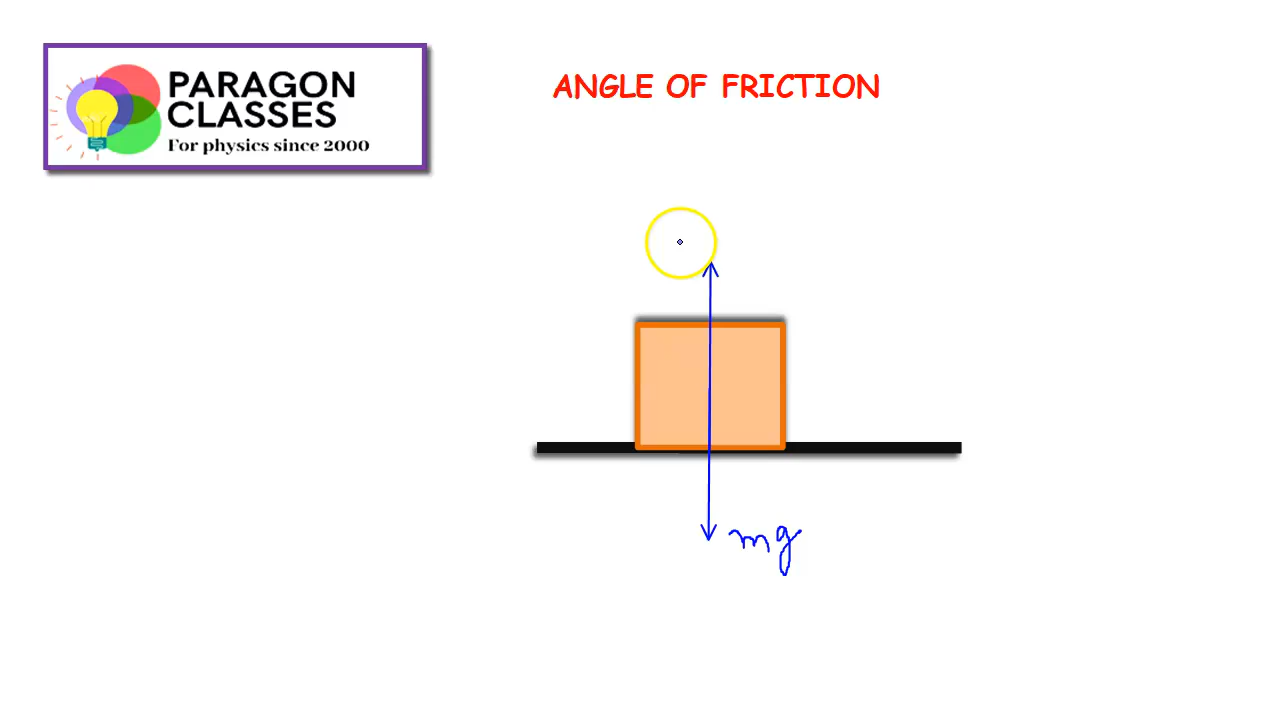 PARAGON
CLASSES
For physics since 2000
ANGLE OF FRICTION
mg